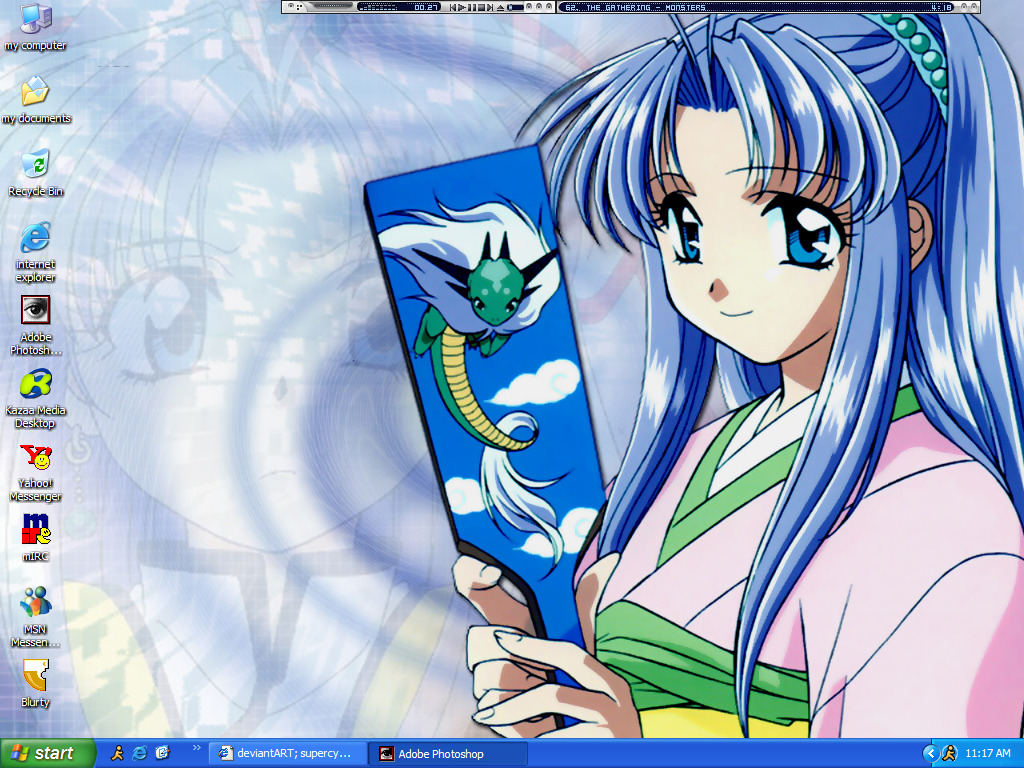 00:27
62. THE GATHERING - MONSTERS
4:18
my computer
my documents
Recycle Bin
internet
explorer
Adobe
Photosh...
Kazaa Media
Desktop
Yahoo!
Messenger
mIRC
MSN
Messen...
Blurty
start
deviantART; supercy...
Adobe Photoshop
11:17 AM